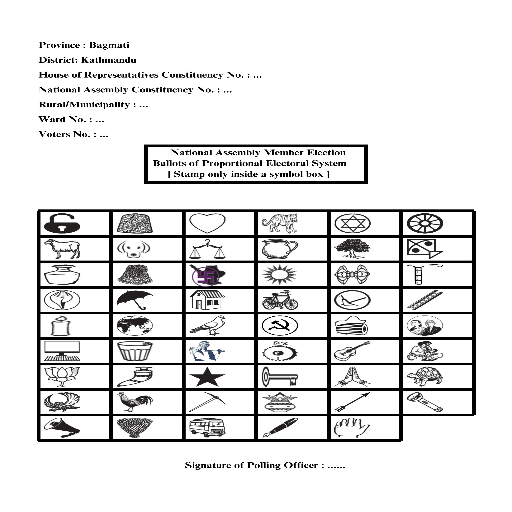 Province : Bagmati
District: Kathmandu
House of Representatives Constituency No. : ...
National Assembly Constituency No. : ...
Rural/Municipality : ...
Ward No. : ...
Voters No. : ...
National Assembly Member Election
Ballots of Proportional Electoral System
[ Stamp only inside a symbol box ]
Signature of Polling Officer : ......